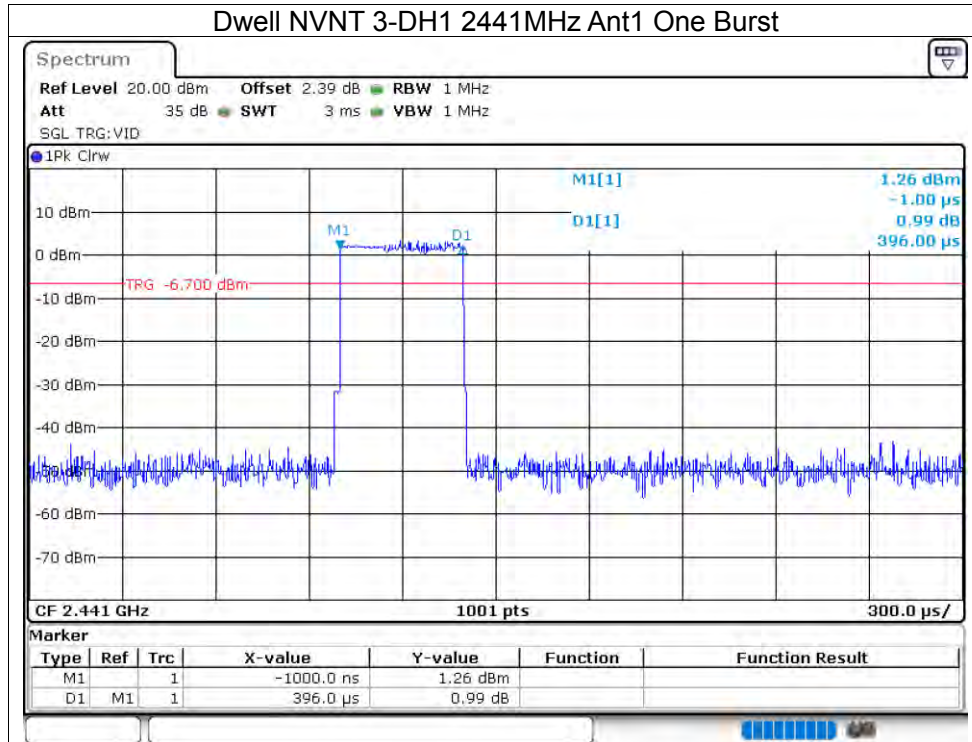 Dwell NVNT 3-DH1 2441MHz Ant1 One Burst
Spectrum
Ref Level 20.00 dBm Offset 2.39 dB RBW 1 MHz
Att 35 dB SWT 3 ms VBW 1 MHz
SGL TRG:VID
1Pk Clrw
M1[1] 1.26 dBm
-1.00 µs
10 dBm
D1[1] 0.99 dB
396.00 µs
M1
D1
0 dBm
TRG -6.700 dBm
-10 dBm
-20 dBm
-30 dBm
-40 dBm
-50 dBm
-60 dBm
-70 dBm
CF 2.441 GHz 1001 pts 300.0 µs/
Marker
Type Ref Trc X-value Y-value Function Function Result
M1 1 -1000.0 ns 1.26 dBm
D1 M1 1 396.0 µs 0.99 dB